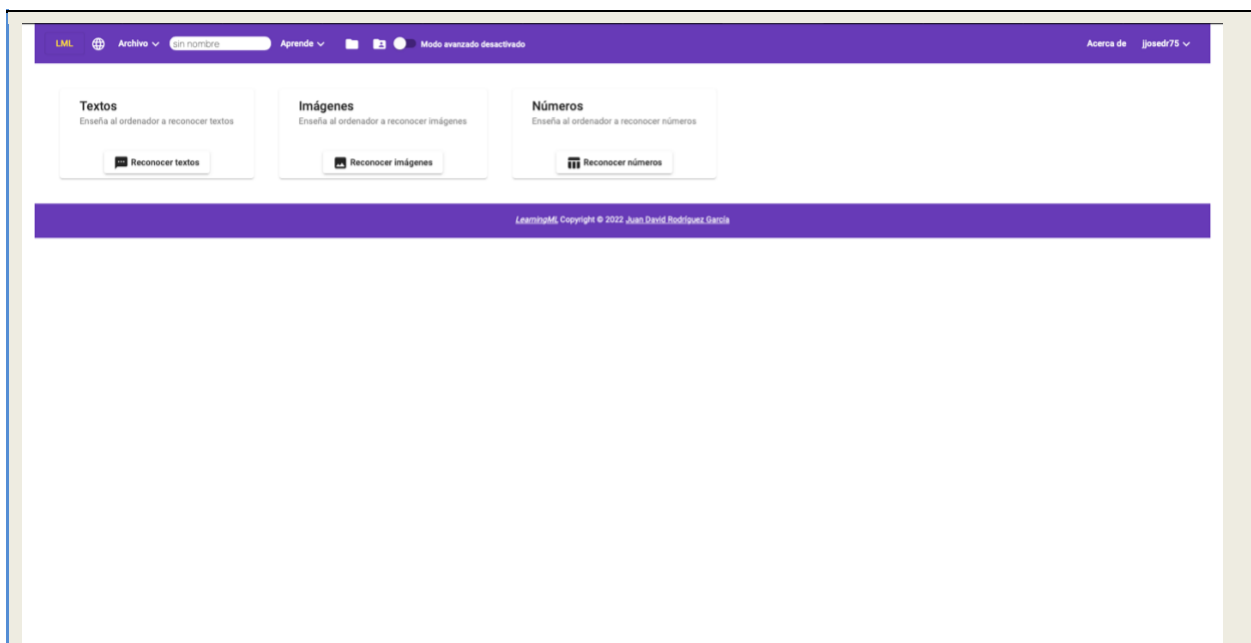 LML Archivo sin nombre Aprende Modo avanzado desactivado Acerca de jjosedr75
Textos
Enseña al ordenador a reconocer textos
Reconocer textos
Imágenes
Enseña al ordenador a reconocer imágenes
Reconocer imágenes
Números
Enseña al ordenador a reconocer números
Reconocer números
LearningML Copyright © 2022 Juan David Rodríguez García